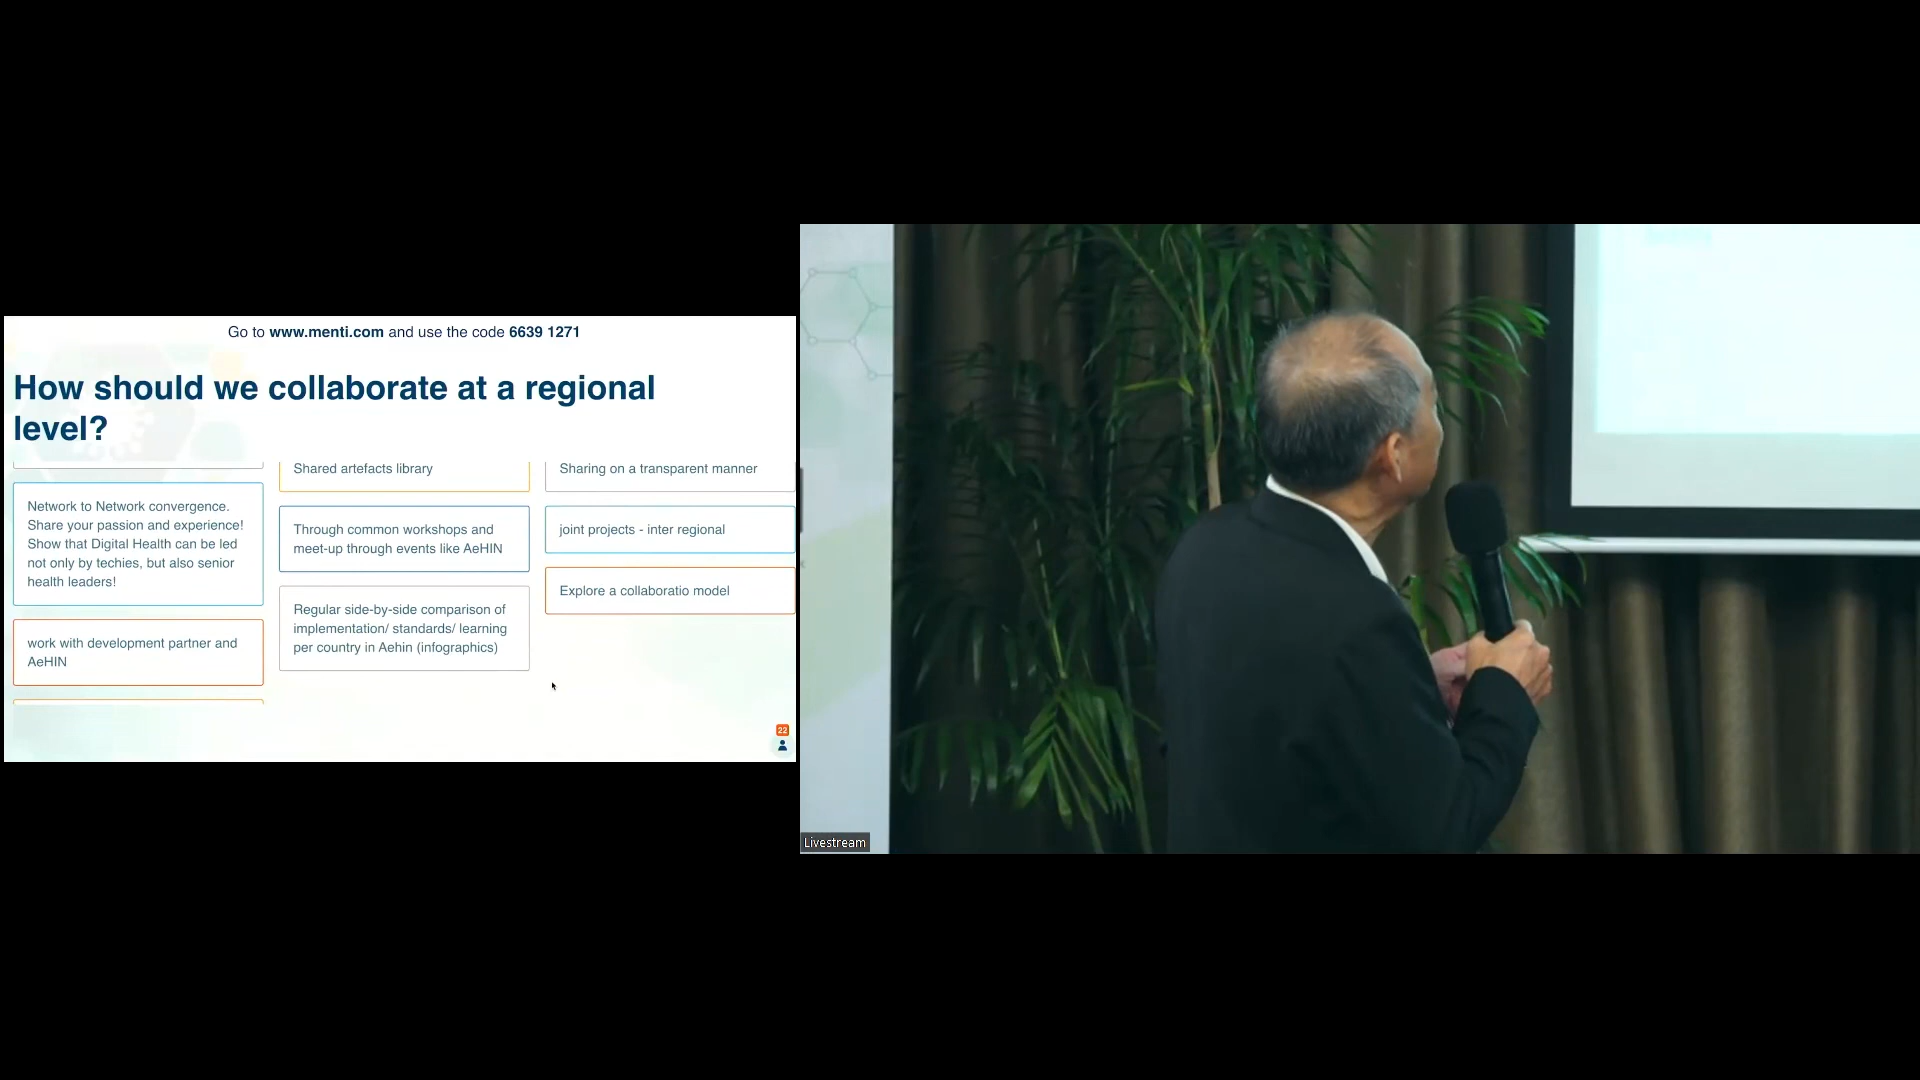 Go to www.menti.com and use the code 6639 1271
How should we collaborate at a regional
level?
Network to Network convergence.
Share your passion and experience!
Show that Digital Health can be led
not only by techies, but also senior
health leaders!
work with development partner and
AeHIN
Shared artefacts library
Through common workshops and
meet-up through events like AeHIN
Regular side-by-side comparison of
implementation/ standards/ learning
per country in Aehin (infographics)
Sharing on a transparent manner
joint projects - inter regional
Explore a collaboratio model
22
Livestream